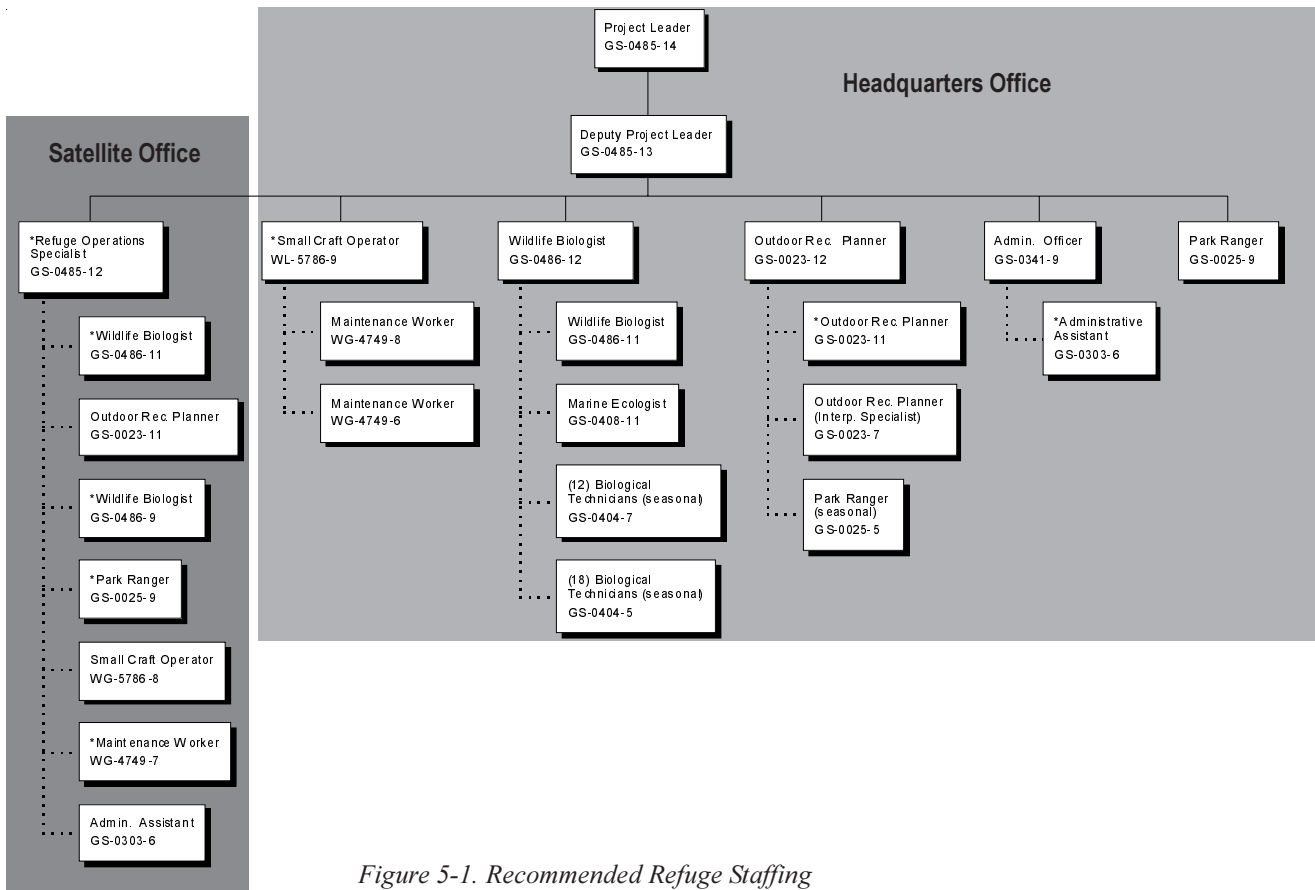 Project Leader
GS-0485-14
Headquarters Office
Deputy Project Leader
GS-0485-13
Satellite Office
*Refuge Operations
Specialist
GS-0485-12
*Wildlife Biologist
GS-0486-11
Outdoor Rec. Planner
GS-0023-11
*Wildlife Biologist
GS-0486-9
*Park Ranger
GS-0025-9
Small Craft Operator
WG-5786-8
*Maintenance Worker
WG-4749-7
Admin. Assistant
GS-0303-6
*Small Craft Operator
WL-5786-9
Maintenance Worker
WG-4749-8
Maintenance Worker
WG-4749-6
Wildlife Biologist
GS-0486-12
Wildlife Biologist
GS-0486-11
Marine Ecologist
GS-0408-11
(12) Biological
Technicians (seasonal)
GS-0404-7
(18) Biological
Technicians (seasonal)
GS-0404-5
Outdoor Rec. Planner
GS-0023-12
*Outdoor Rec. Planner
GS-0023-11
Outdoor Rec. Planner
(Interp. Specialist)
GS-0023-7
Park Ranger
(seasonal)
GS-0025-5
Admin. Officer
GS-0341-9
*Administrative
Assistant
GS-0303-6
Park Ranger
GS-0025-9
Figure 5-1. Recommended Refuge Staffing